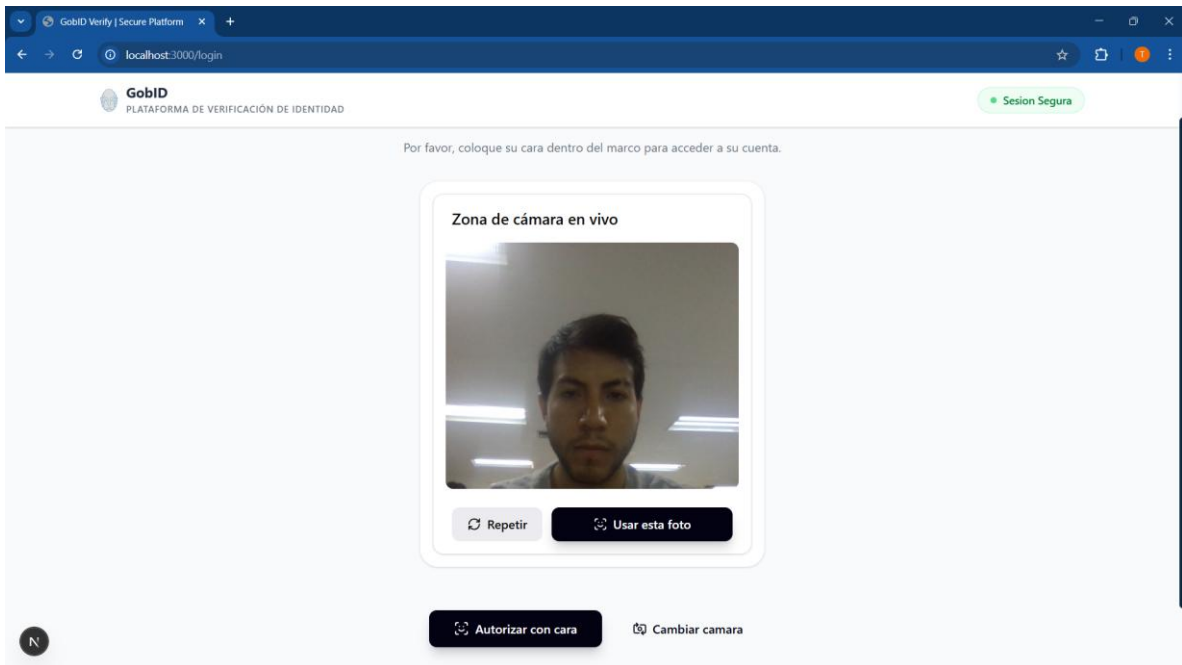 GobID Verify | Secure Platform
localhost:3000/login
T
GobID
PLATAFORMA DE VERIFICACIÓN DE IDENTIDAD
Sesion Segura
Por favor, coloque su cara dentro del marco para acceder a su cuenta.
Zona de cámara en vivo
Repetir
Usar esta foto
Autorizar con cara
Cambiar camara
N